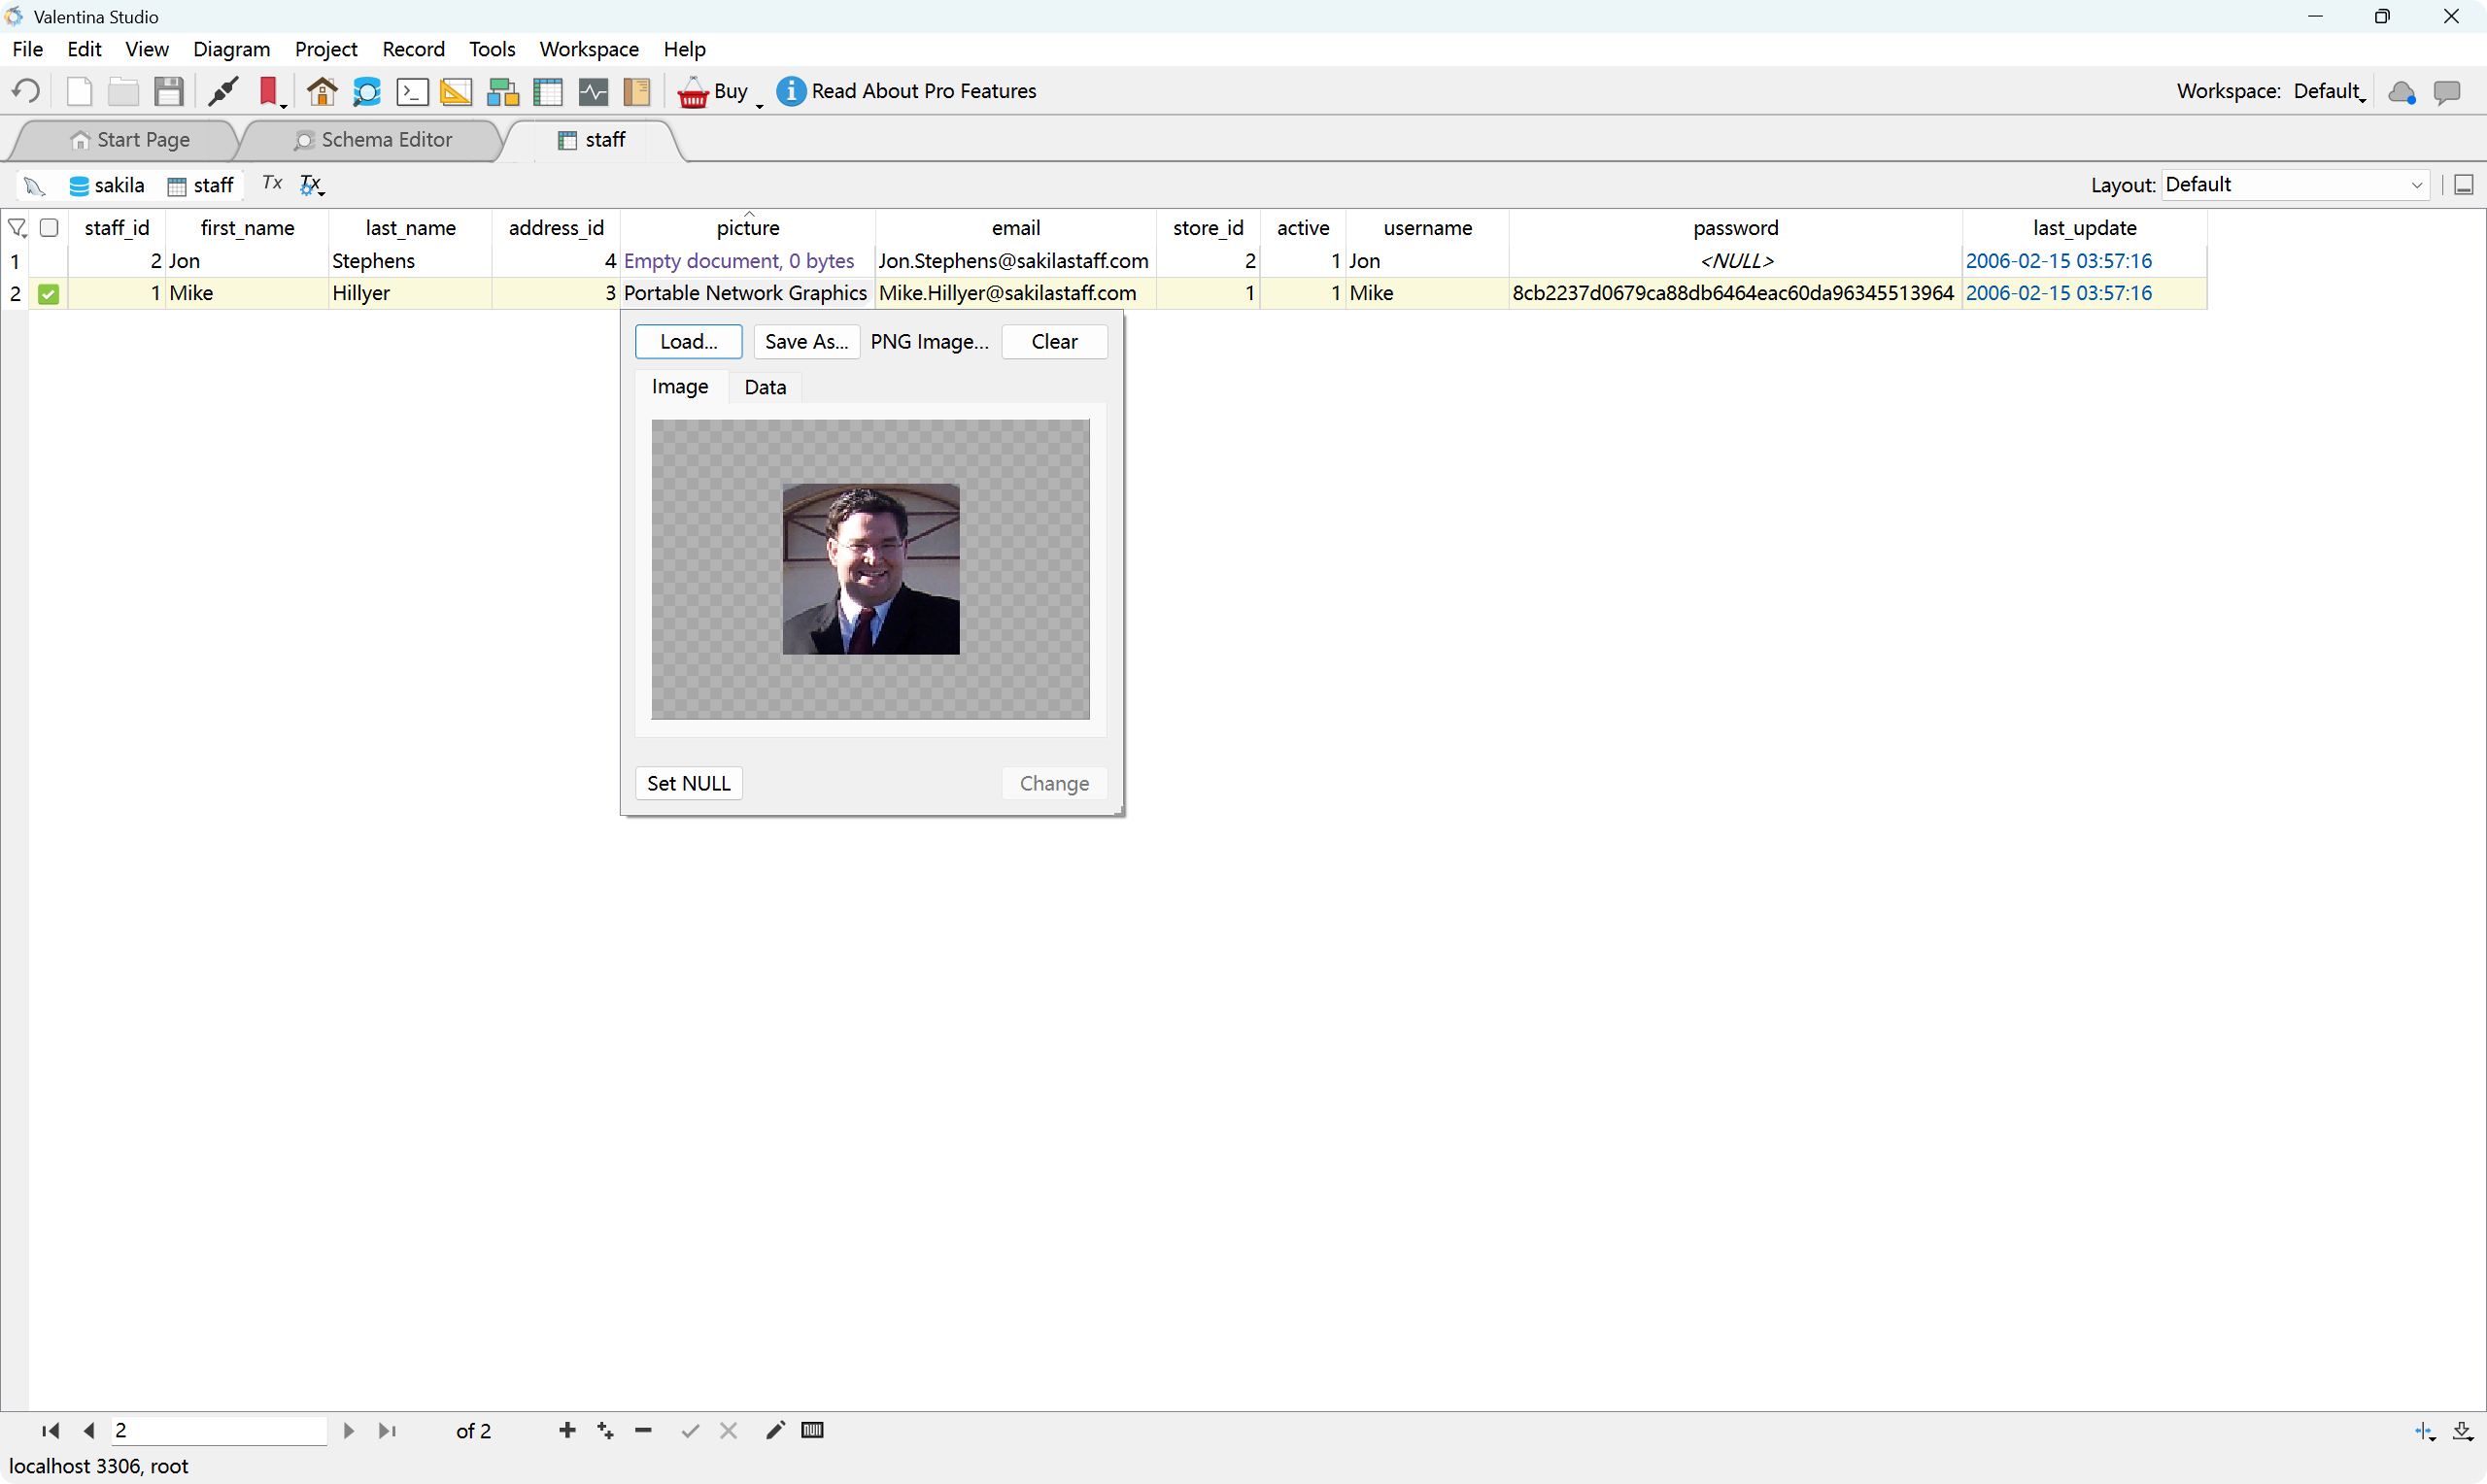 Valentina Studio
File Edit View Diagram Project Record Tools Workspace Help
Buy Read About Pro Features Workspace: Default
Start Page Schema Editor staff
sakila staff Tx Tx Layout: Default
staff_id first_name last_name address_id picture email store_id active username password last_update
1 2 Jon Stephens 4 Empty document, 0 bytes Jon.Stephens@sakilastaff.com 2 1 Jon <NULL> 2006-02-15 03:57:16
2 1 Mike Hillyer 3 Portable Network Graphics Mike.Hillyer@sakilastaff.com 1 1 Mike 8cb2237d0679ca88db6464eac60da96345513964 2006-02-15 03:57:16
Load... Save As... PNG Image... Clear
Image Data
Set NULL Change
2 of 2
localhost 3306, root